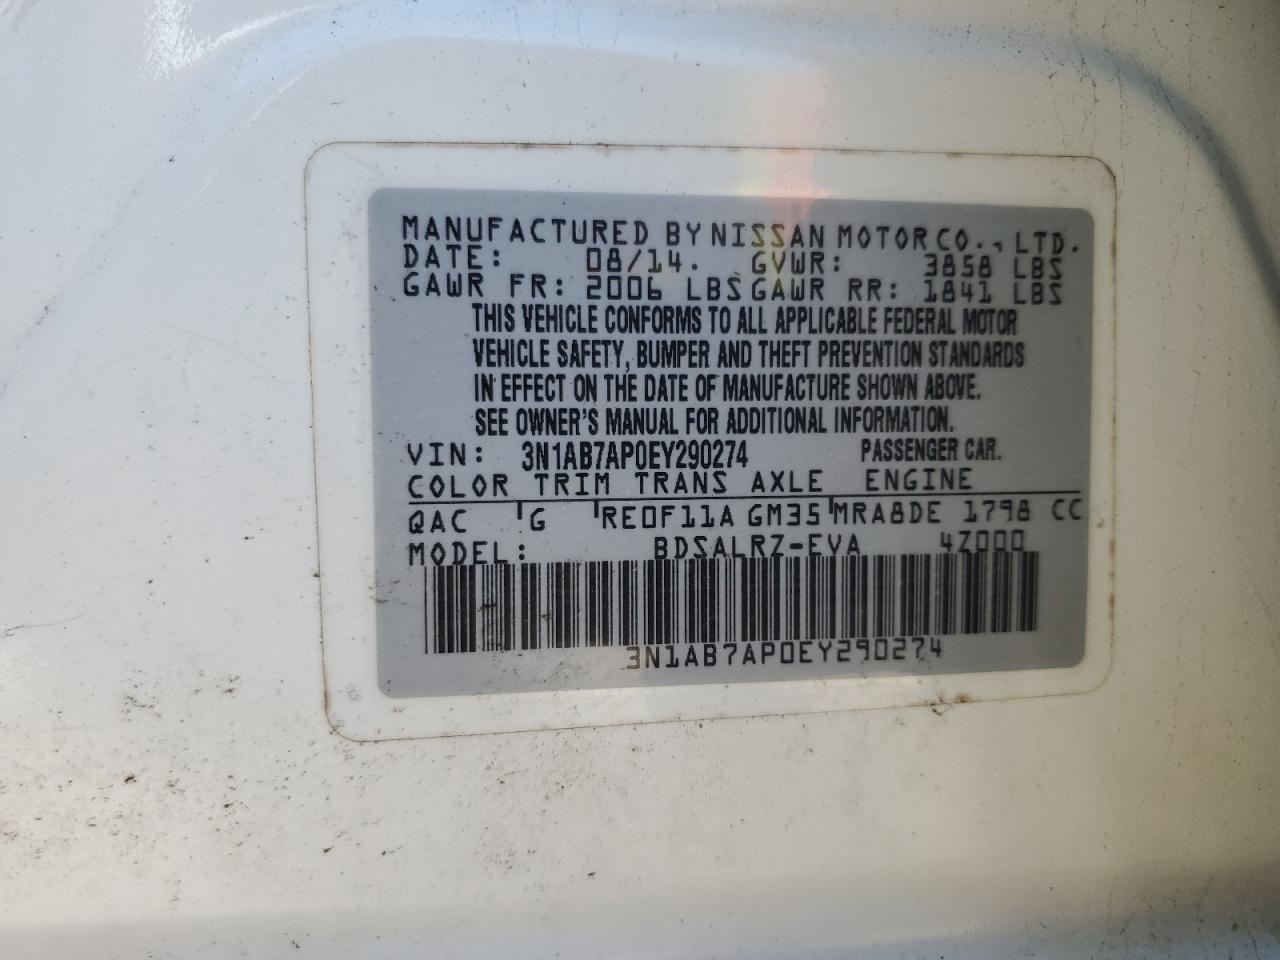 MANUFACTURED BY NISSAN MOTOR CO., LTD.
DATE: 08/14. GVWR: 3858 LBS
GAWR FR: 2006 LBS GAWR RR: 1841 LBS
THIS VEHICLE CONFORMS TO ALL APPLICABLE FEDERAL MOTOR
VEHICLE SAFETY, BUMPER AND THEFT PREVENTION STANDARDS
IN EFFECT ON THE DATE OF MANUFACTURE SHOWN ABOVE.
SEE OWNER'S MANUAL FOR ADDITIONAL INFORMATION.
VIN: 3N1AB7AP0EY290274 PASSENGER CAR.
COLOR TRIM TRANS AXLE ENGINE
QAC G RE0F11A GM35 MRA8DE 1798 CC
MODEL: BDSALRZ-EVA 4Z000
3N1AB7AP0EY290274